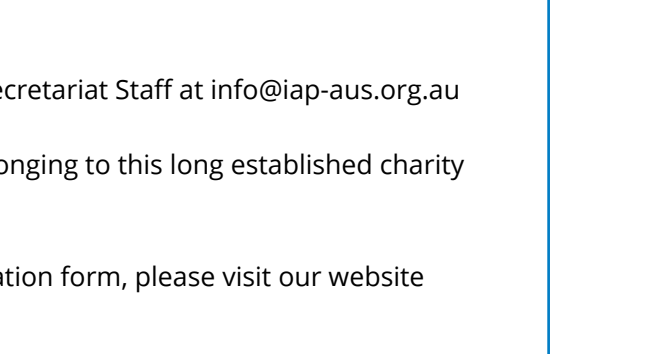 ecretariat Staff at info@iap-aus.org.au
onging to this long established charity
ation form, please visit our website